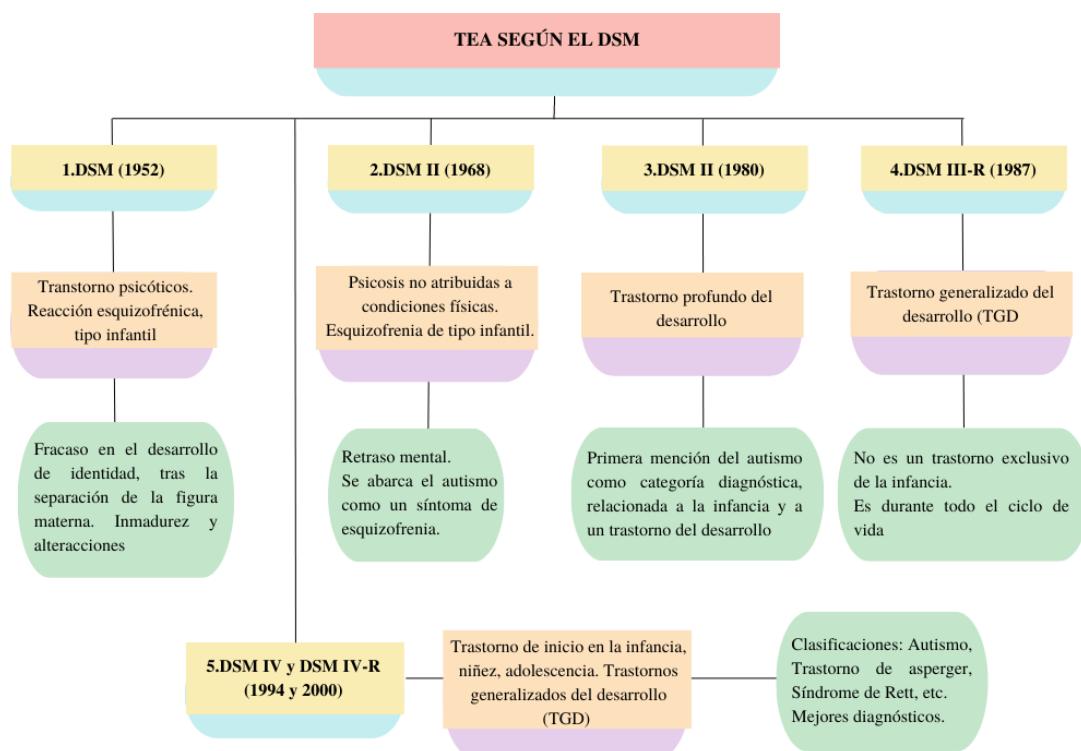 TEA SEGÚN EL DSM
1.DSM (1952)
2.DSM II (1968)
3.DSM II (1980)
4.DSM III-R (1987)
Transtorno psicóticos.
Reacción esquizofrénica,
tipo infantil
Psicosis no atribuidas a
condiciones físicas.
Esquizofrenia de tipo infantil.
Trastorno profundo del
desarrollo
Trastorno generalizado del
desarrollo (TGD
Fracaso en el desarrollo
de identidad, tras la
separación de la figura
materna. Inmadurez y
alteracciones
Retraso mental.
Se abarca el autismo
como un síntoma de
esquizofrenia.
Primera mención del autismo
como categoría diagnóstica,
relacionada a la infancia y a
un trastorno del desarrollo
No es un trastorno exclusivo
de la infancia.
Es durante todo el ciclo de
vida
5.DSM IV y DSM IV-R
(1994 y 2000)
Trastorno de inicio en la infancia,
niñez, adolescencia. Trastornos
generalizados del desarrollo
(TGD)
Clasificaciones: Autismo,
Trastorno de asperger,
Síndrome de Rett, etc.
Mejores diagnósticos.